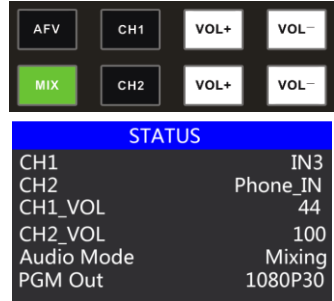 AFV CH1 VOL+ VOL−
MIX CH2 VOL+ VOL−
STATUS
CH1 IN3
CH2 Phone_IN
CH1_VOL 44
CH2_VOL 100
Audio Mode Mixing
PGM Out 1080P30